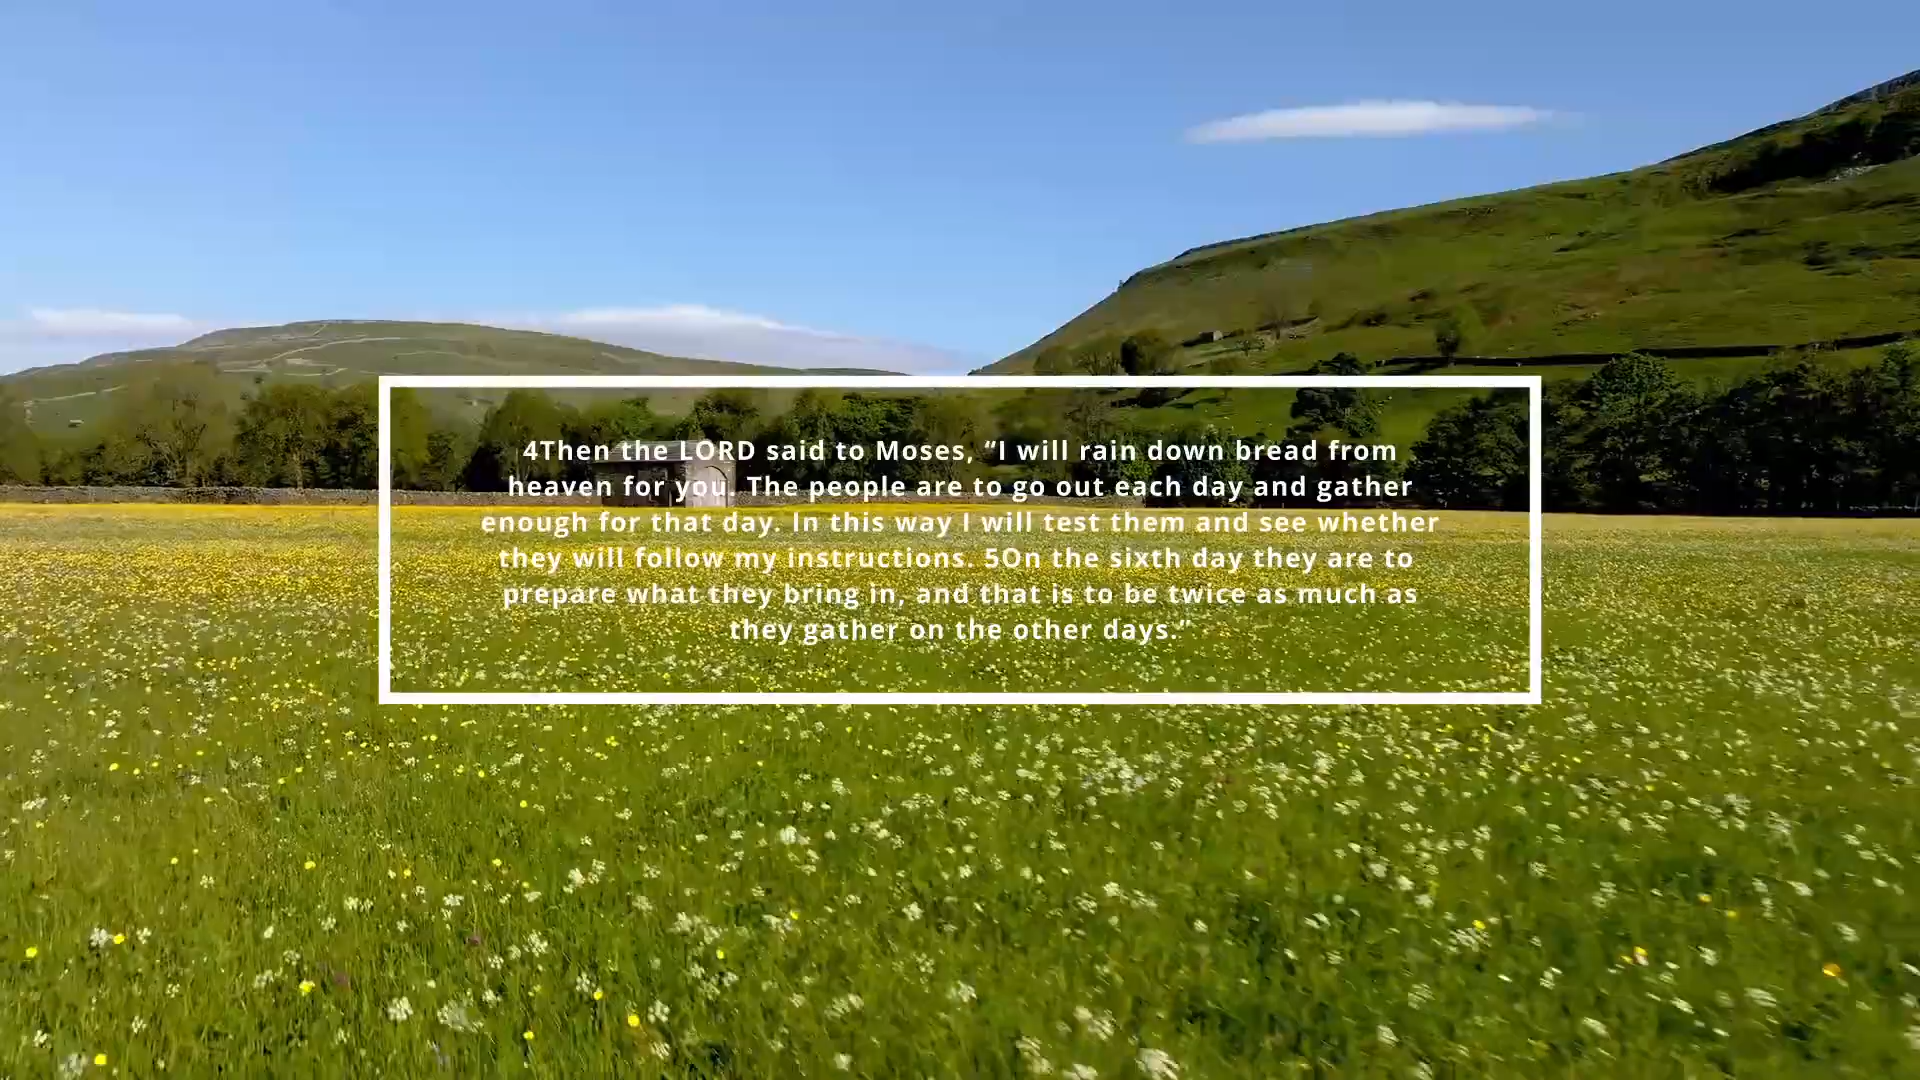 4Then the LORD said to Moses, “I will rain down bread from
heaven for you. The people are to go out each day and gather
enough for that day. In this way I will test them and see whether
they will follow my instructions. 5On the sixth day they are to
prepare what they bring in, and that is to be twice as much as
they gather on the other days.”